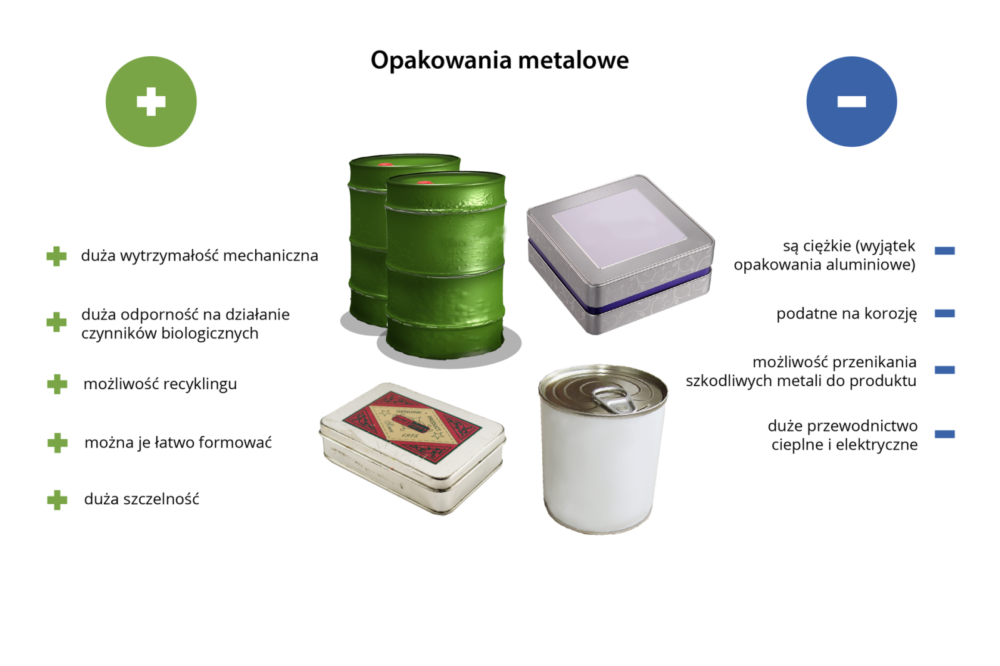 Opakowania metalowe
duża wytrzymałość mechaniczna
duża odporność na działanie
czynników biologicznych
możliwość recyklingu
można je łatwo formować
duża szczelność
GENUINE
PRODUCT
Since
1975
są ciężkie (wyjątek
opakowania aluminiowe)
podatne na korozję
możliwość przenikania
szkodliwych metali do produktu
duże przewodnictwo
cieplne i elektryczne